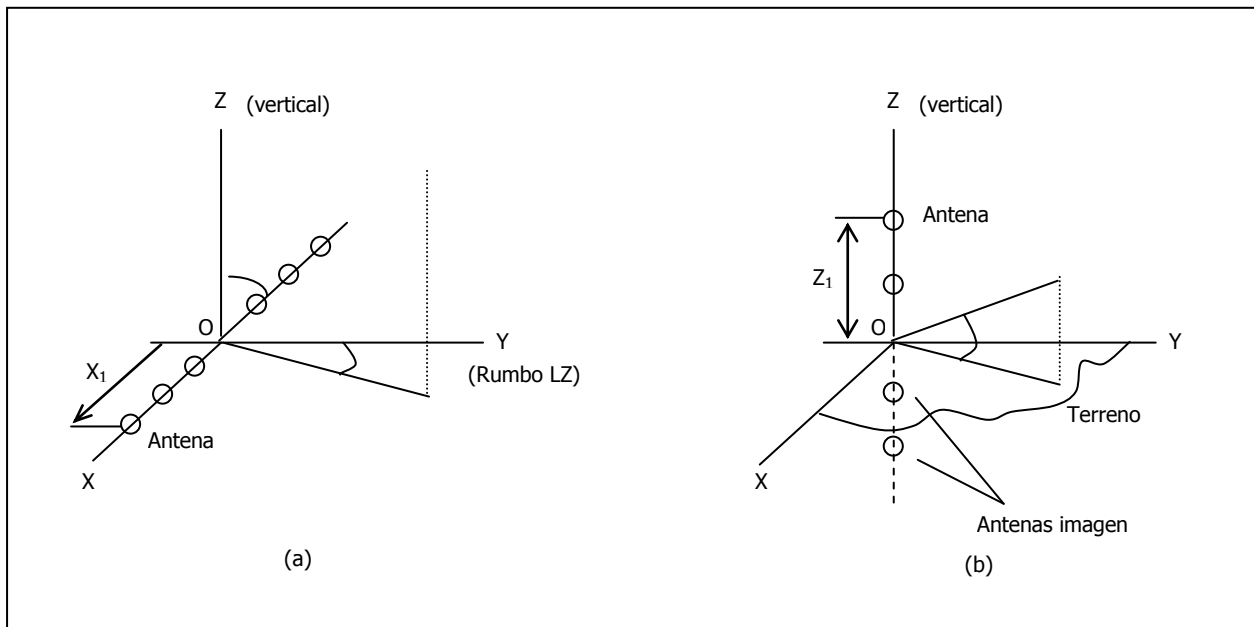 Z (vertical)
O
Y
(Rumbo LZ)
X₁
Antena
X
(a)
Z (vertical)
Antena
Z₁
O
Y
Terreno
X
Antenas imagen
(b)